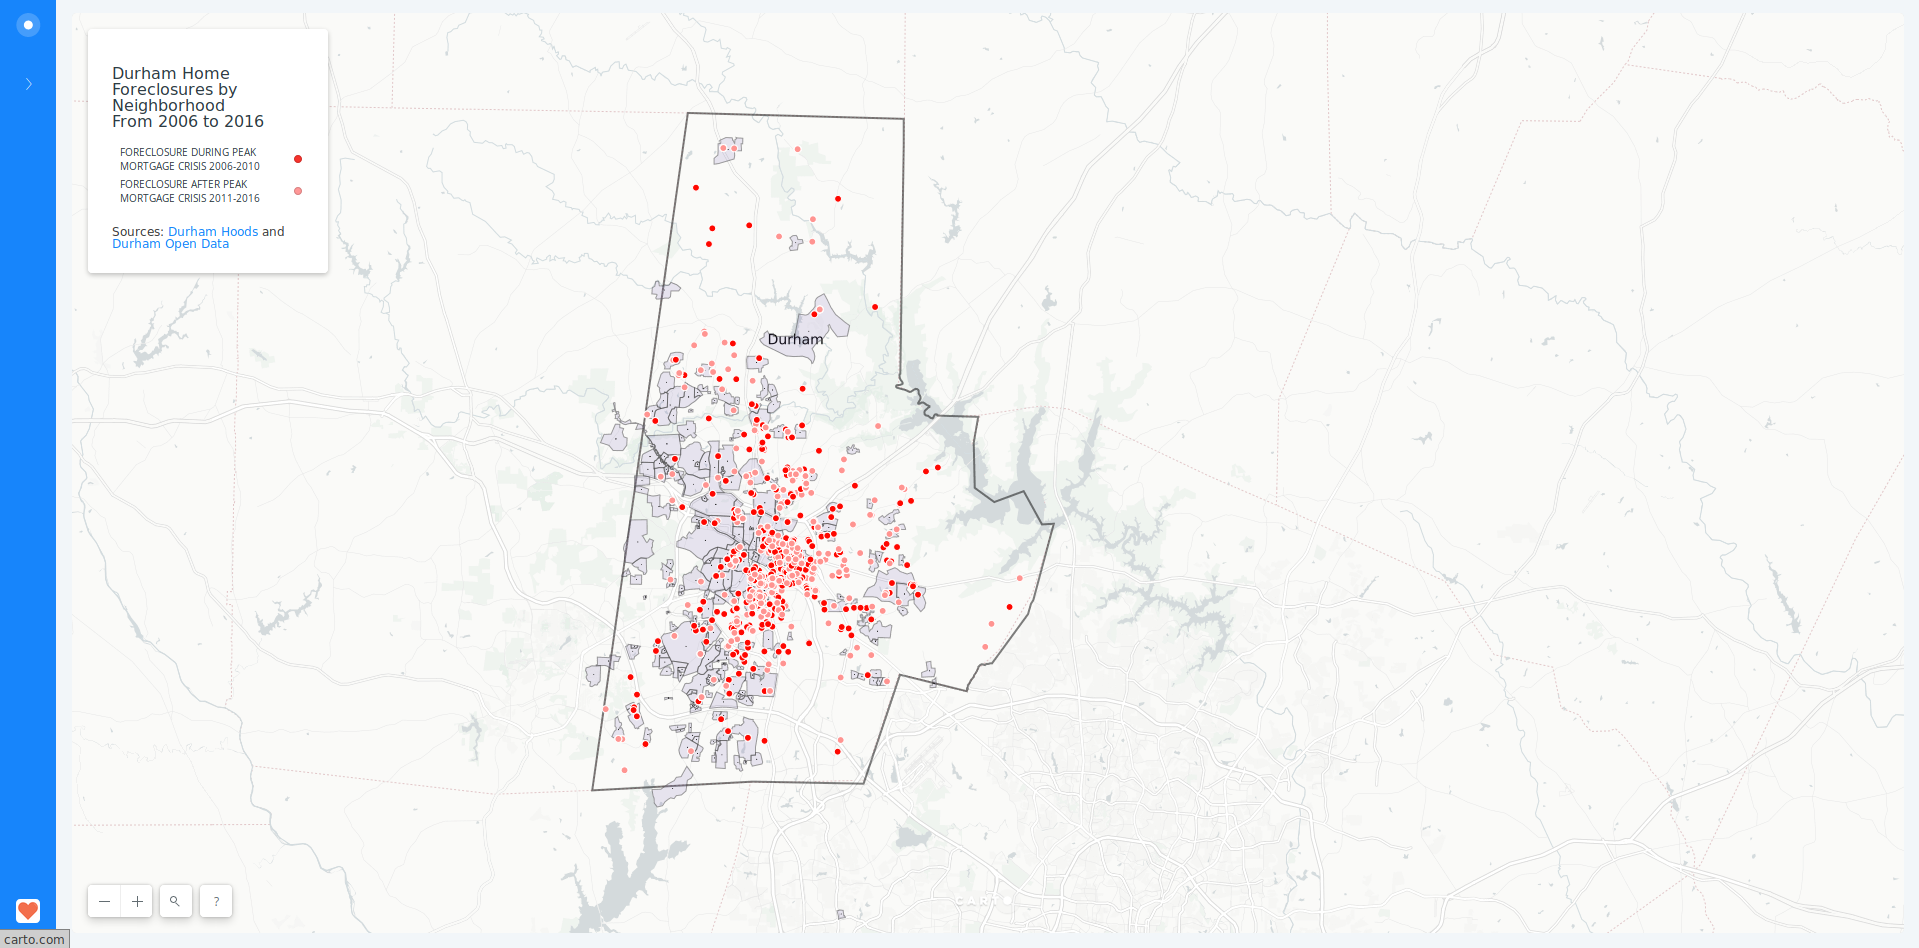 Durham Home
Foreclosures by
Neighborhood
From 2006 to 2016
FORECLOSURE DURING PEAK
MORTGAGE CRISIS 2006-2010
FORECLOSURE AFTER PEAK
MORTGAGE CRISIS 2011-2016
Sources: Durham Hoods and
Durham Open Data
Durham
?
carto.com